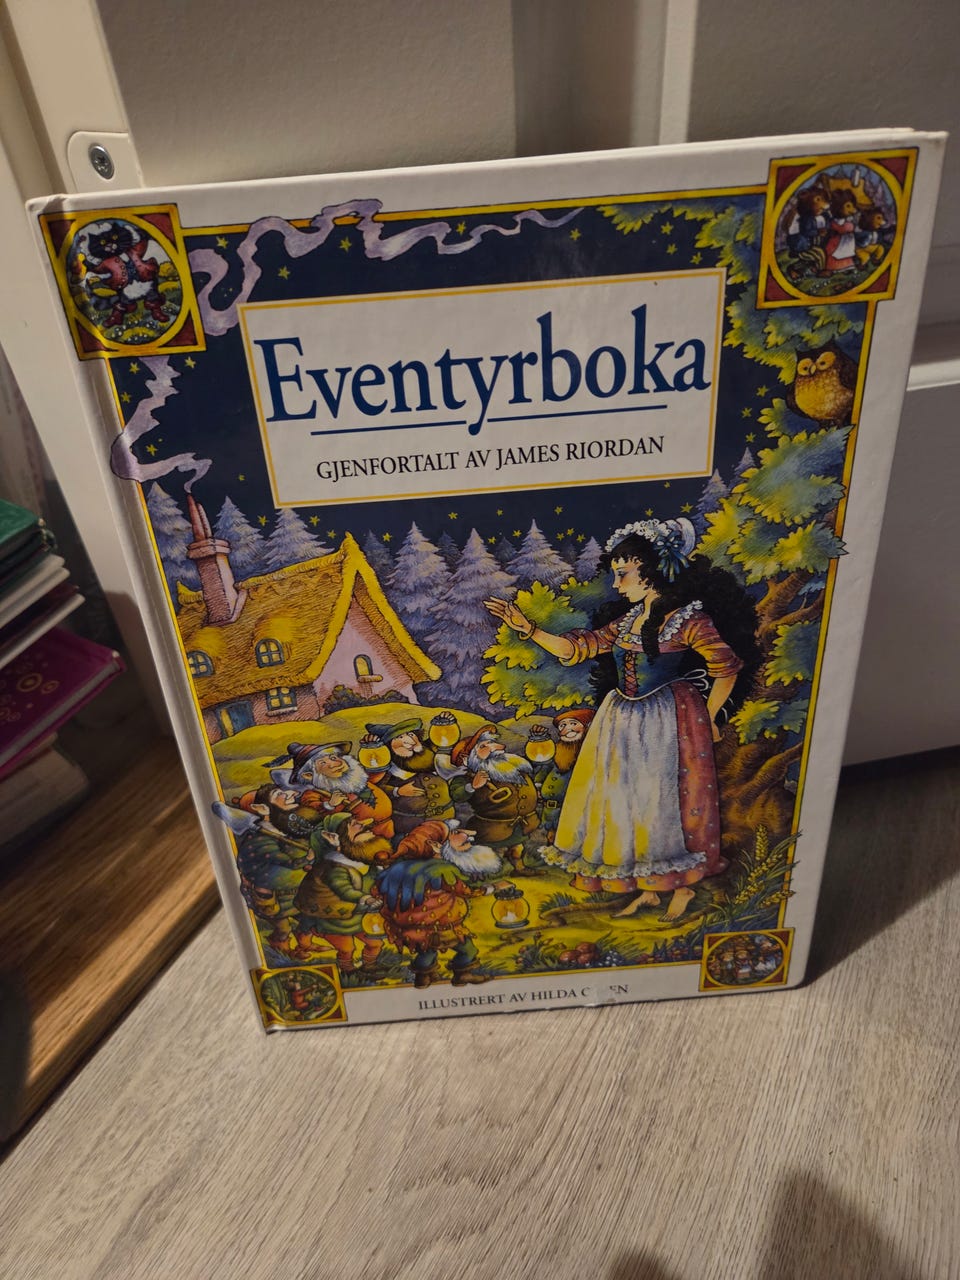 Eventyrboka
GJENFORTALT AV JAMES RIORDAN
ILLUSTRERT AV HILDA